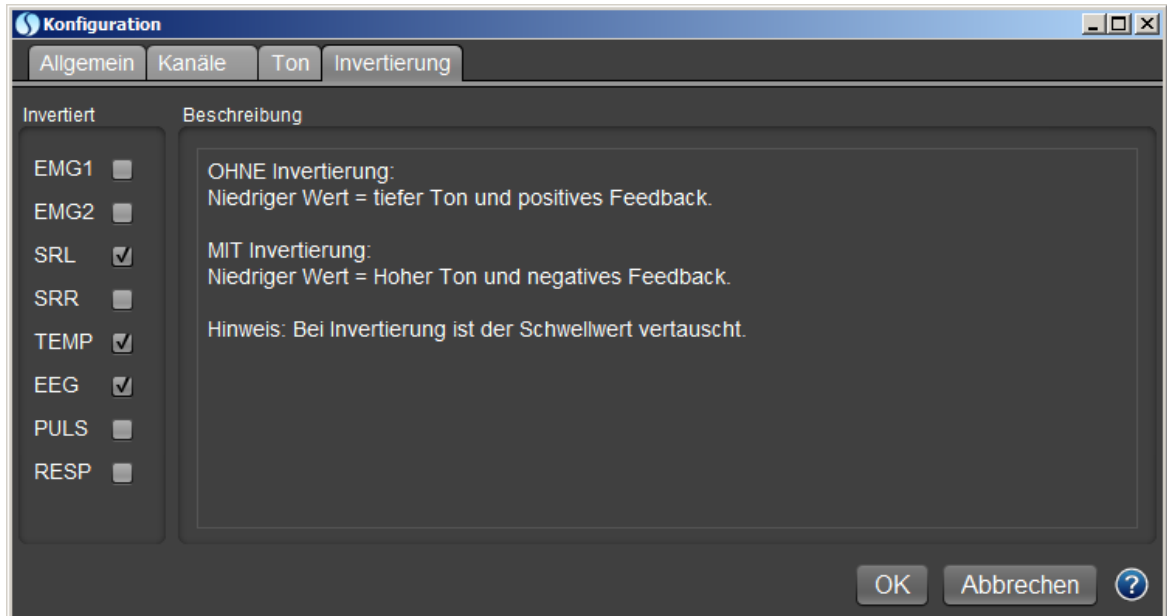 Konfiguration
Allgemein Kanäle Ton Invertierung
Invertiert
EMG1
EMG2
SRL
SRR
TEMP
EEG
PULS
RESP
Beschreibung
OHNE Invertierung:
Niedriger Wert = tiefer Ton und positives Feedback.
MIT Invertierung:
Niedriger Wert = Hoher Ton und negatives Feedback.
Hinweis: Bei Invertierung ist der Schwellwert vertauscht.
OK Abbrechen ?